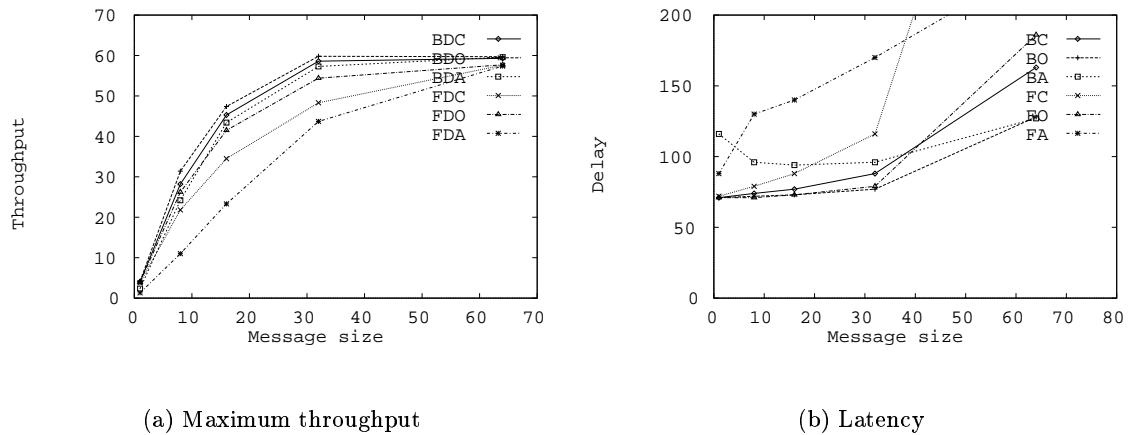 70
60
50
40
30
20
10
0
Throughput
BDC
BDO
BDA
FDC
FDO
FDA
0 10 20 30 40 50 60 70
Message size
(a) Maximum throughput
200
150
100
50
0
Delay
BC
BO
BA
FC
FO
FA
0 10 20 30 40 50 60 70 80
Message size
(b) Latency